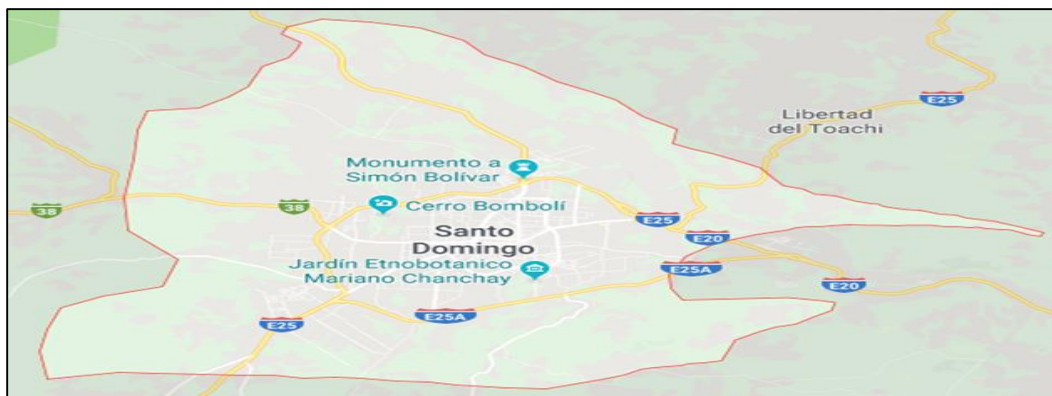 E25
Libertad
del Toachi
Monumento a
Simón Bolívar
38
38
Cerro Bombolí
E25
Santo
Domingo
E20
Jardín Etnobotanico
Mariano Chanchay
E25A
E20
E25
E25A